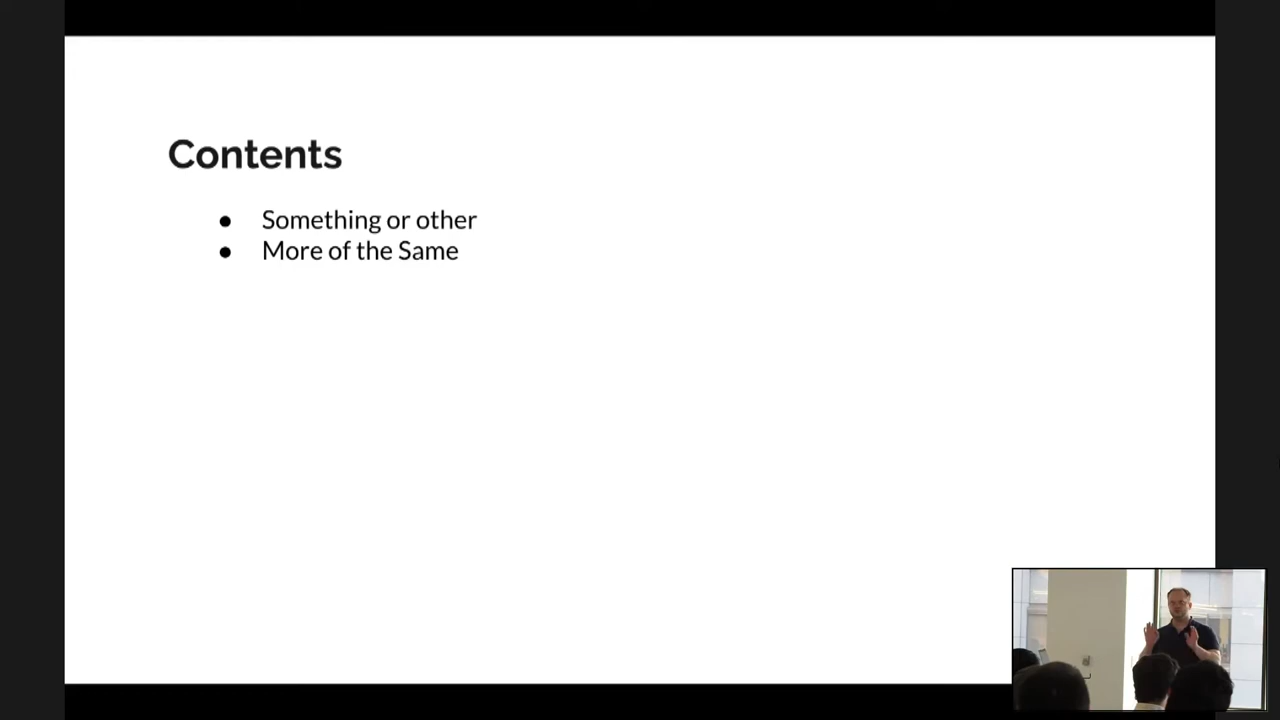 Contents
● Something or other
● More of the Same